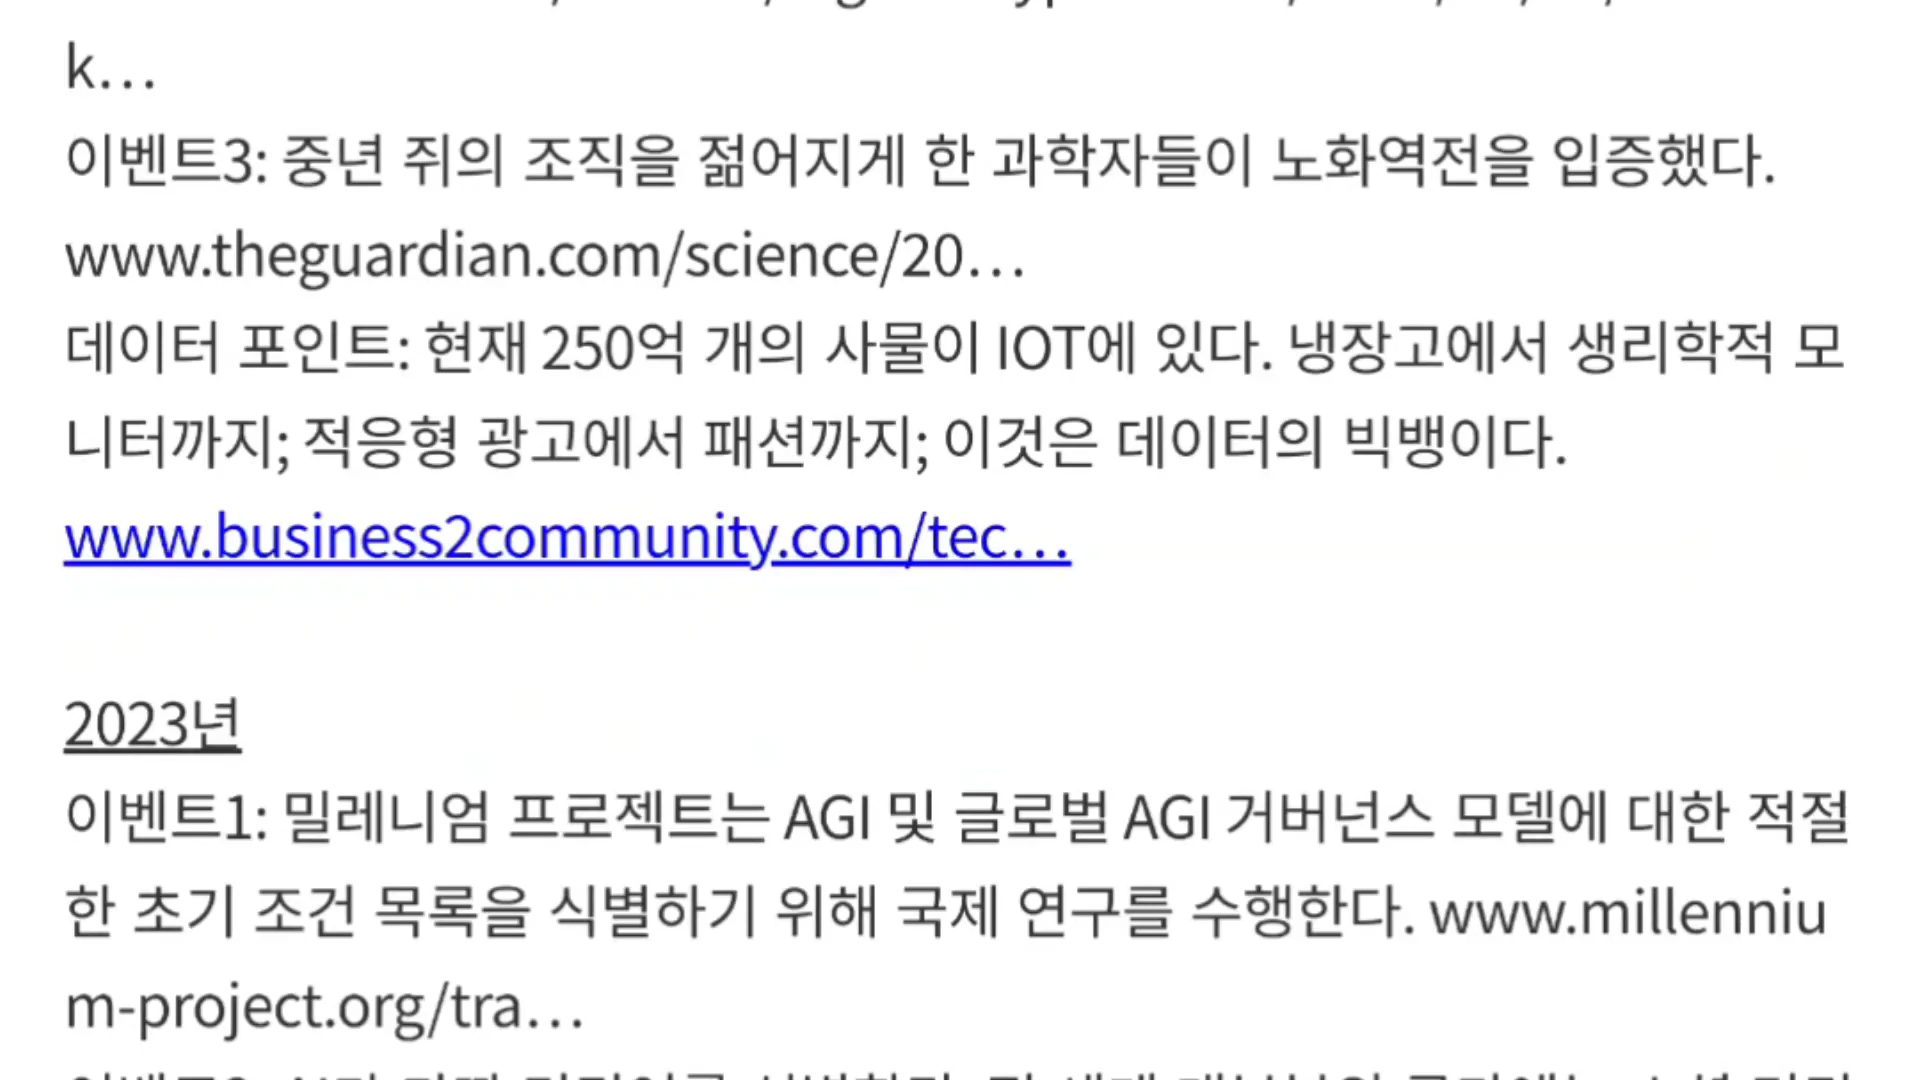 k…
이벤트3: 중년 쥐의 조직을 젊어지게 한 과학자들이 노화역전을 입증했다.
www.theguardian.com/science/20…
데이터 포인트: 현재 250억 개의 사물이 IOT에 있다. 냉장고에서 생리학적 모
니터까지; 적응형 광고에서 패션까지; 이것은 데이터의 빅뱅이다.
www.business2community.com/tec…
2023년
이벤트1: 밀레니엄 프로젝트는 AGI 및 글로벌 AGI 거버넌스 모델에 대한 적절
한 초기 조건 목록을 식별하기 위해 국제 연구를 수행한다. www.millenniu
m-project.org/tra…